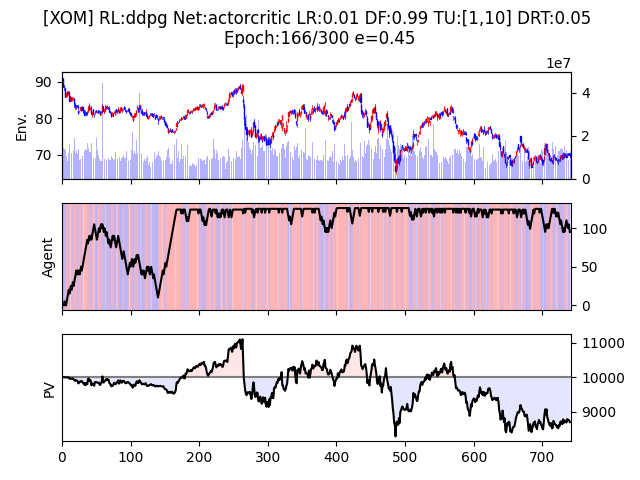 [XOM] RL:ddpg Net:actorcritic LR:0.01 DF:0.99 TU:[1,10] DRT:0.05
Epoch:166/300 e=0.45
1e7
90
80
70
Env.
4
2
0
Agent
100
50
0
PV
11000
10000
9000
0 100 200 300 400 500 600 700